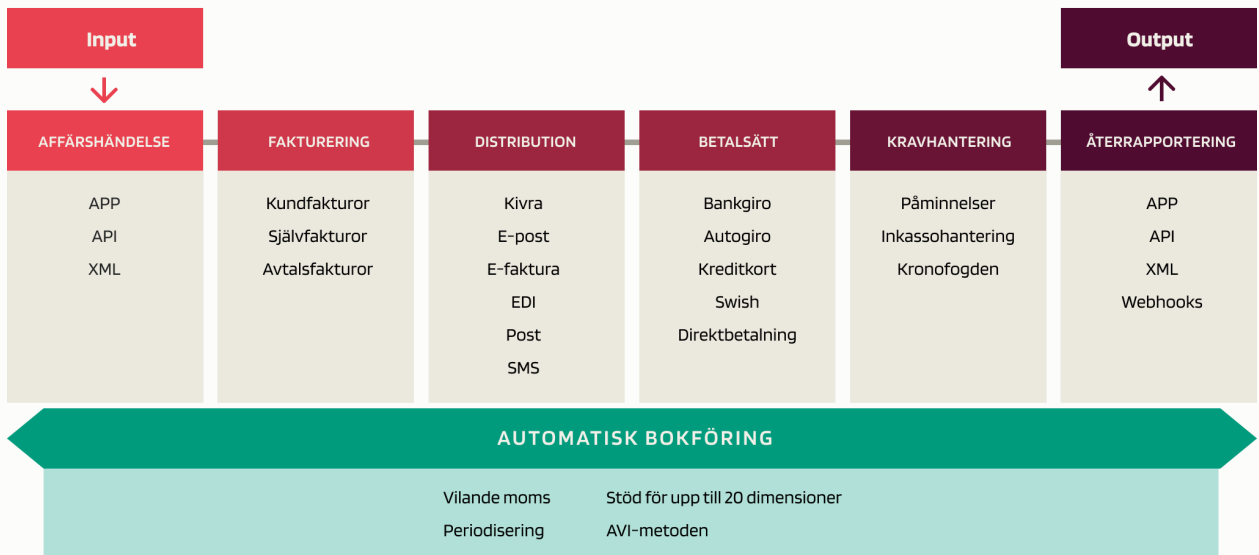 Input
Output
AFFÄRSHÄNDELSE
APP
API
XML
FAKTURERING
Kundfakturor
Självfakturor
Avtalsfakturor
DISTRIBUTION
Kivra
E-post
E-faktura
EDI
Post
SMS
BETALSÄTT
Bankgiro
Autogiro
Kreditkort
Swish
Direktbetalning
KRAVHANTERING
Påminnelser
Inkassohantering
Kronofogden
ÅTERRAPPORTERING
APP
API
XML
Webhooks
AUTOMATISK BOKFÖRING
Vilande moms
Periodisering
Stöd för upp till 20 dimensioner
AVI-metoden